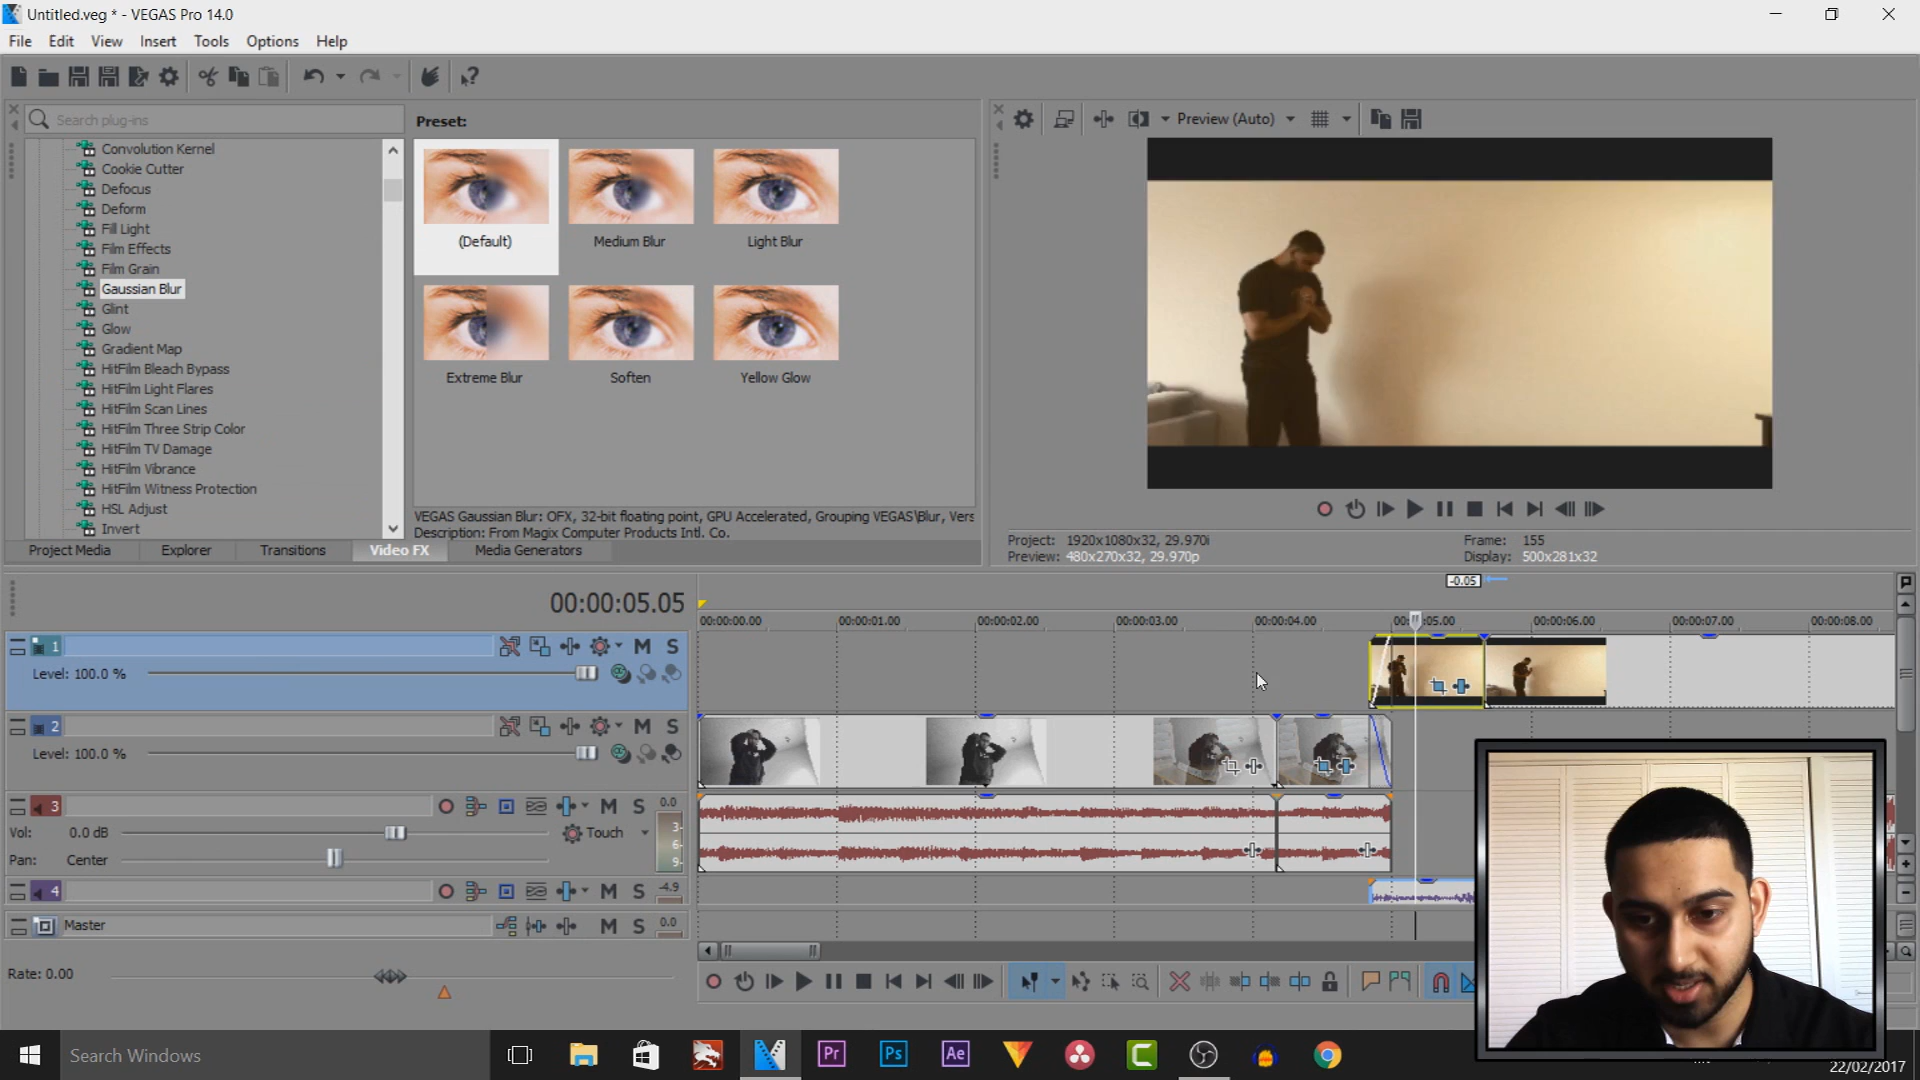 Untitled.veg * - VEGAS Pro 14.0
File Edit View Insert Tools Options Help
Search plug-ins
Convolution Kernel
Cookie Cutter
Defocus
Deform
Fill Light
Film Effects
Film Grain
Gaussian Blur
Glint
Glow
Gradient Map
HitFilm Bleach Bypass
HitFilm Light Flares
HitFilm Scan Lines
HitFilm Three Strip Color
HitFilm TV Damage
HitFilm Vibrance
HitFilm Witness Protection
HSL Adjust
Invert
Preset:
(Default) Medium Blur Light Blur
Extreme Blur Soften Yellow Glow
VEGAS Gaussian Blur: OFX, 32-bit floating point, GPU Accelerated, Grouping VEGAS\Blur, Vers
Description: From Magix Computer Products Intl. Co.
Project Media Explorer Transitions Video FX Media Generators
Preview (Auto)
Project: 1920x1080x32, 29.970i
Preview: 480x270x32, 29.970p
Frame: 155
Display: 500x281x32
-0.05
00:00:05.05
00:00:00.00 00:00:01.00 00:00:02.00 00:00:03.00 00:00:04.00 00:00:05.00 00:00:06.00 00:00:07.00 00:00:08.00
1 M S
Level: 100.0 %
2 M S
Level: 100.0 %
3 M S 0.0
Vol: 0.0 dB Touch 3-
6-
Pan: Center 9-
4 M S -4.9
Master M S 0.0
Rate: 0.00
Search Windows
Pr Ps Ae C
22/02/2017